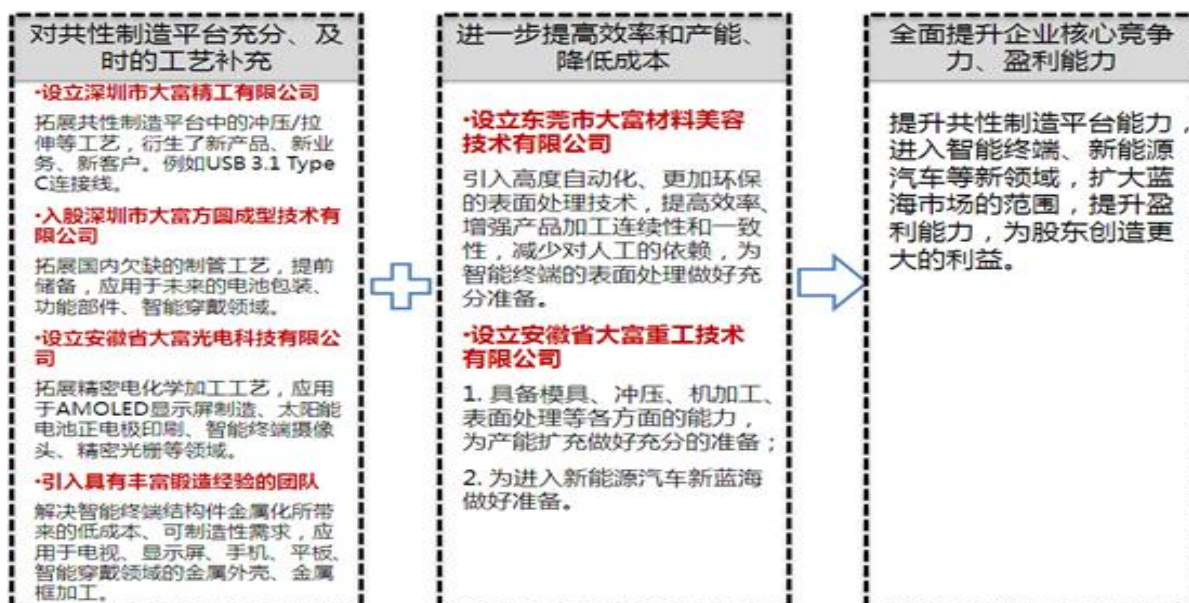 对共性制造平台充分、及
时的工艺补充
·设立深圳市大富精工有限公司
拓展共性制造平台中的冲压/拉
伸等工艺，衍生了新产品、新业
务、新客户。例如USB 3.1 Type
C连接线。
·入股深圳市大富方圆成型技术有
限公司
拓展国内欠缺的制管工艺，提前
储备，应用于未来的电池包装、
功能部件、智能穿戴领域。
·设立安徽省大富光电科技有限公
司
拓展精密电化学加工工艺，应用
于AMOLED显示屏制造、太阳能
电池正电极印刷、智能终端摄像
头、精密光栅等领域。
·引入具有丰富锻造经验的团队
解决智能终端结构件金属化所带
来的低成本、可制造性需求，应
用于电视、显示屏、手机、平板、
智能穿戴领域的金属外壳、金属
框加工。
进一步提高效率和产能、
降低成本
·设立东莞市大富材料美容
技术有限公司
引入高度自动化、更加环保
的表面处理技术，提高效率、
增强产品加工连续性和一致
性，减少对人工的依赖，为
智能终端的表面处理做好充
分准备。
·设立安徽省大富重工技术
有限公司
1. 具备模具、冲压、机加工、
表面处理等各方面的能力，
为产能扩充做好充分的准备；
2. 为进入新能源汽车新蓝海
做好准备。
全面提升企业核心竞争
力、盈利能力
提升共性制造平台能力，
进入智能终端、新能源
汽车等新领域，扩大蓝
海市场的范围，提升盈
利能力，为股东创造更
大的利益。